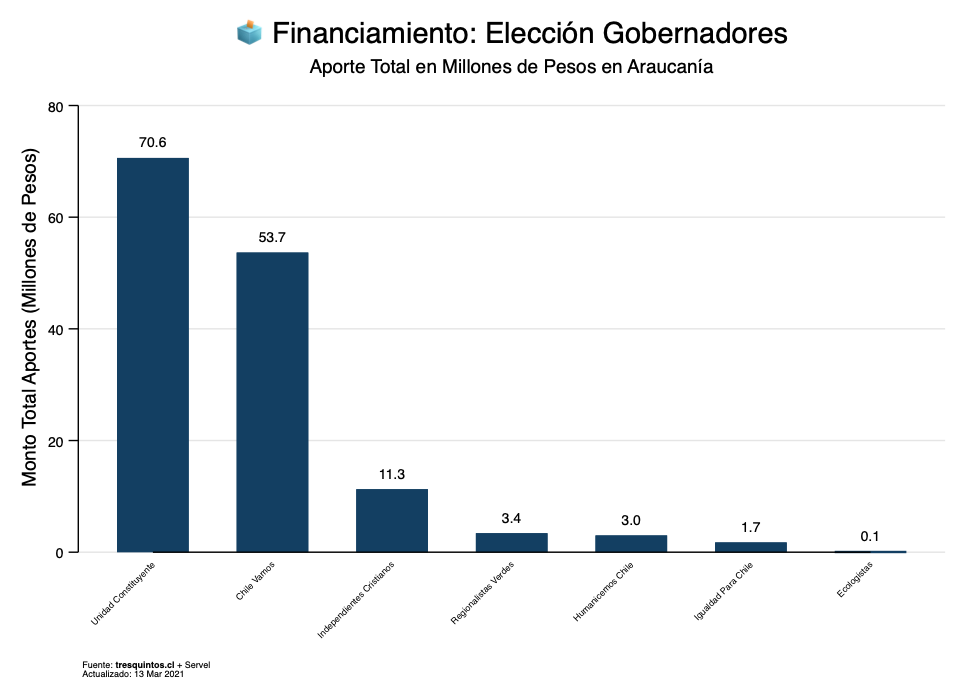 🗳️ Financiamiento: Elección Gobernadores
Aporte Total en Millones de Pesos en Araucanía
Monto Total Aportes (Millones de Pesos)
80
60
40
20
0
70.6
53.7
11.3
3.4
3.0
1.7
0.1
Unidad Constituyente
Chile Vamos
Independientes Cristianos
Regionalistas Verdes
Humanicemos Chile
Igualdad Para Chile
Ecologistas
Fuente: tresquintos.cl + Servel
Actualizado: 13 Mar 2021